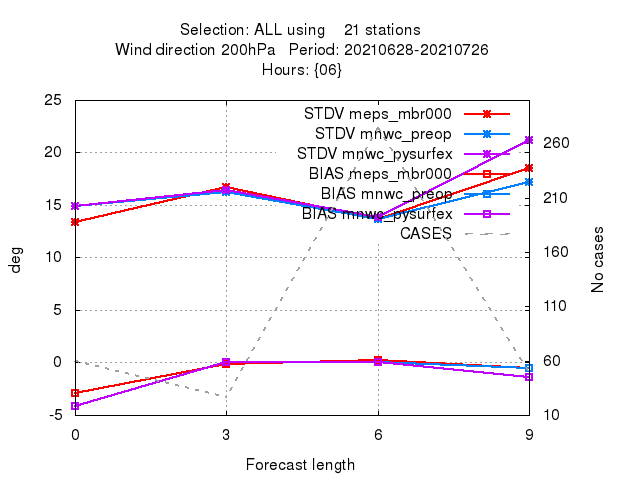 Selection: ALL using    21 stations
Wind direction 200hPa   Period: 20210628-20210726
Hours: {06}
25
20
15
10
5
0
-5
deg
STDV meps_mbr000
STDV mnwc_preop
STDV mnwc_pysurfex
BIAS meps_mbr000
BIAS mnwc_preop
BIAS mnwc_pysurfex
CASES
260
210
160
110
60
10
No cases
0 3 6 9
Forecast length